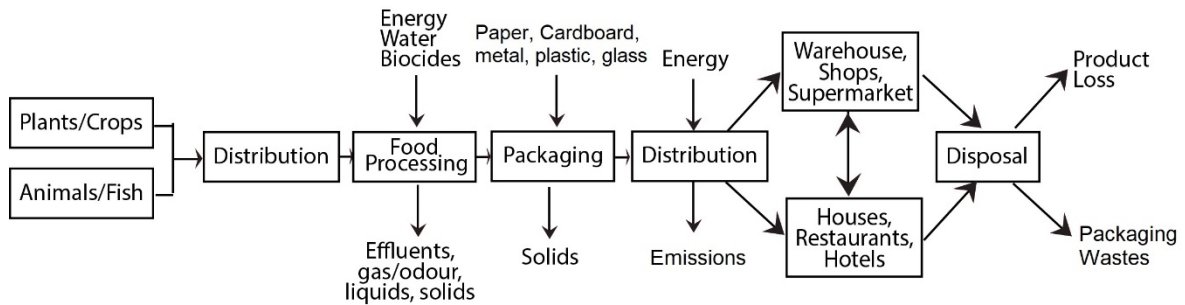 Plants/Crops
Animals/Fish
Distribution
Energy
Water
Biocides
Food
Processing
Effluents,
gas/odour,
liquids, solids
Paper, Cardboard,
metal, plastic, glass
Packaging
Solids
Energy
Distribution
Emissions
Warehouse,
Shops,
Supermarket
Houses,
Restaurants,
Hotels
Disposal
Product
Loss
Packaging
Wastes